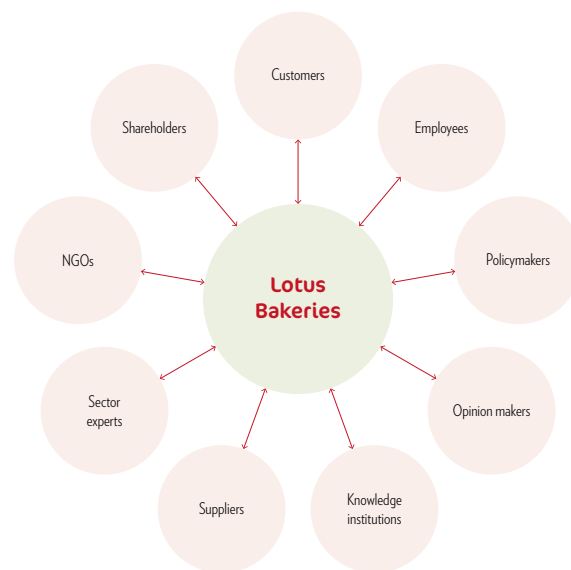 Customers
Shareholders
Employees
NGOs
Policymakers
Lotus
Bakeries
Sector
experts
Opinion makers
Suppliers
Knowledge
institutions